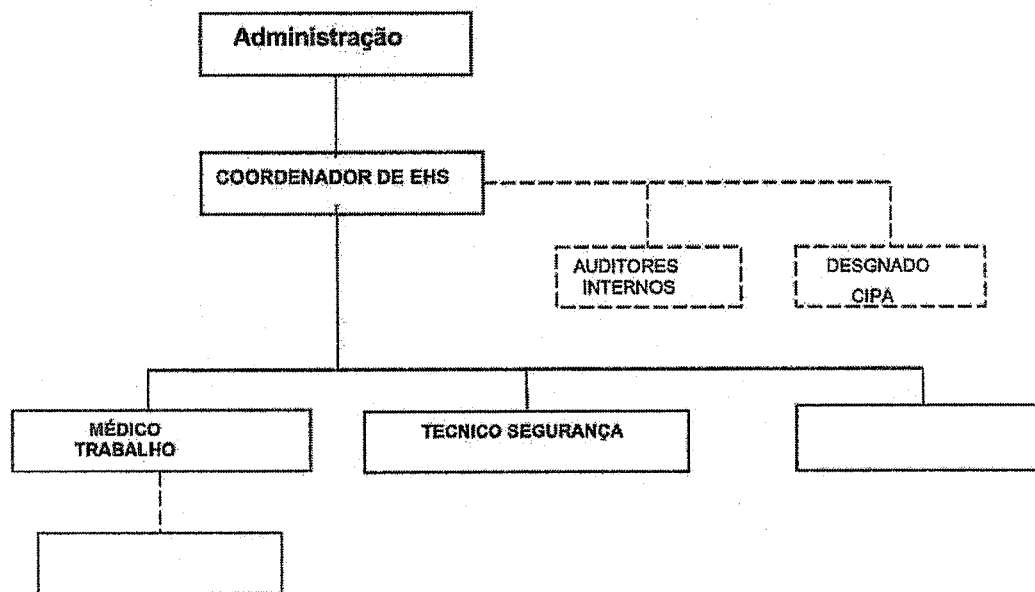 Administração
COORDENADOR DE EHS
AUDITORES
INTERNOS
DESGNADO
CIPA
MÉDICO
TRABALHO
TECNICO SEGURANÇA